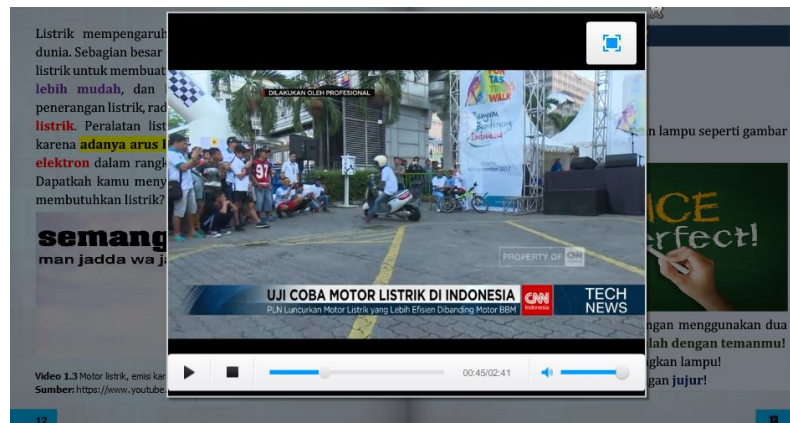 Listrik mempengaruh
dunia. Sebagian besar
listrik untuk membuat
lebih mudah, dan
penerangan listrik, rad
listrik. Peralatan list
karena adanya arus l
elektron dalam rangk
Dapatkah kamu meny
membutuhkan listrik?
semang
man jadda wa ja
Video 1.3 Motor listrik, emisi kar
Sumber: https://www.youtube.
12
DILAKUKAN OLEH PROFESIONAL
WALK
97
PROPERTY OF CNN
UJI COBA MOTOR LISTRIK DI INDONESIA
PLN Luncurkan Motor Listrik yang Lebih Efisien Dibanding Motor BBM
CNN
Indonesia
TECH
NEWS
00:45/02:41
n lampu seperti gambar
ICE
erfect!
ngan menggunakan dua
lah dengan temanmu!
gkan lampu!
gan jujur!